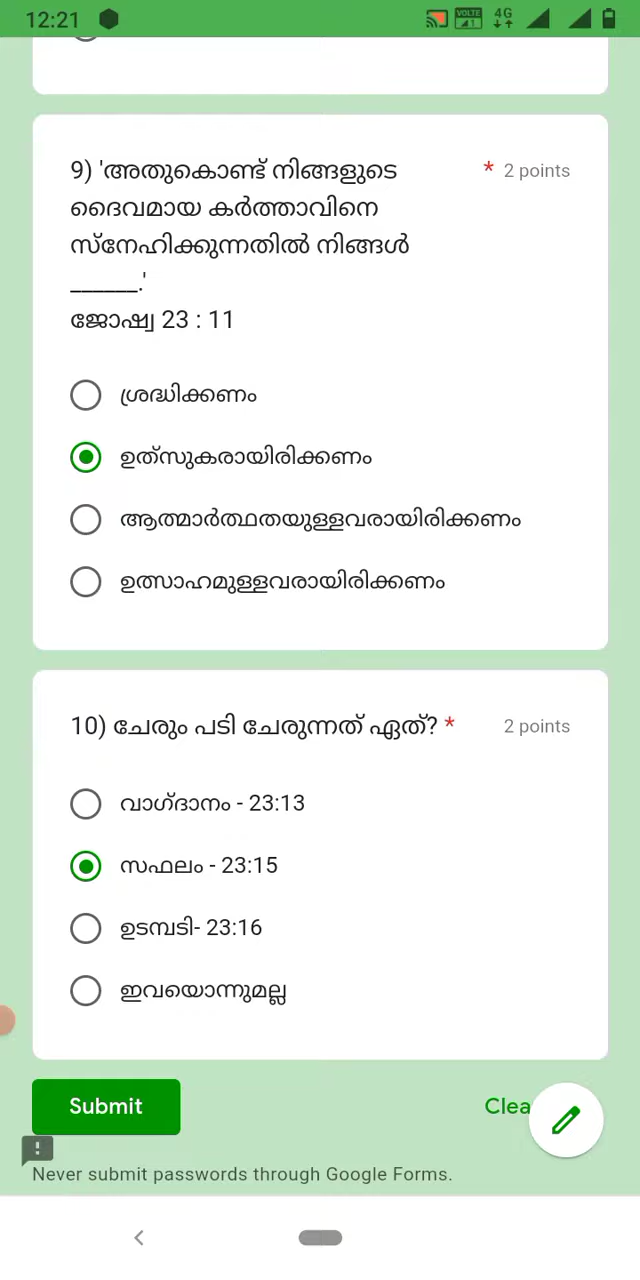 12:21
VOLTE
4G
9) 'അതുകൊണ്ട് നിങ്ങളുടെ * 2 points
ദൈവമായ കർത്താവിനെ
സ്നേഹിക്കുന്നതിൽ നിങ്ങൾ
______.'
ജോഷ്വ 23 : 11
ശ്രദ്ധിക്കണം
ഉത്സുകരായിരിക്കണം
ആത്മാർത്ഥതയുള്ളവരായിരിക്കണം
ഉത്സാഹമുള്ളവരായിരിക്കണം
10) ചേരും പടി ചേരുന്നത് ഏത്? * 2 points
വാഗ്ദാനം - 23:13
സഫലം - 23:15
ഉടമ്പടി- 23:16
ഇവയൊന്നുമല്ല
Submit Clea
Never submit passwords through Google Forms.